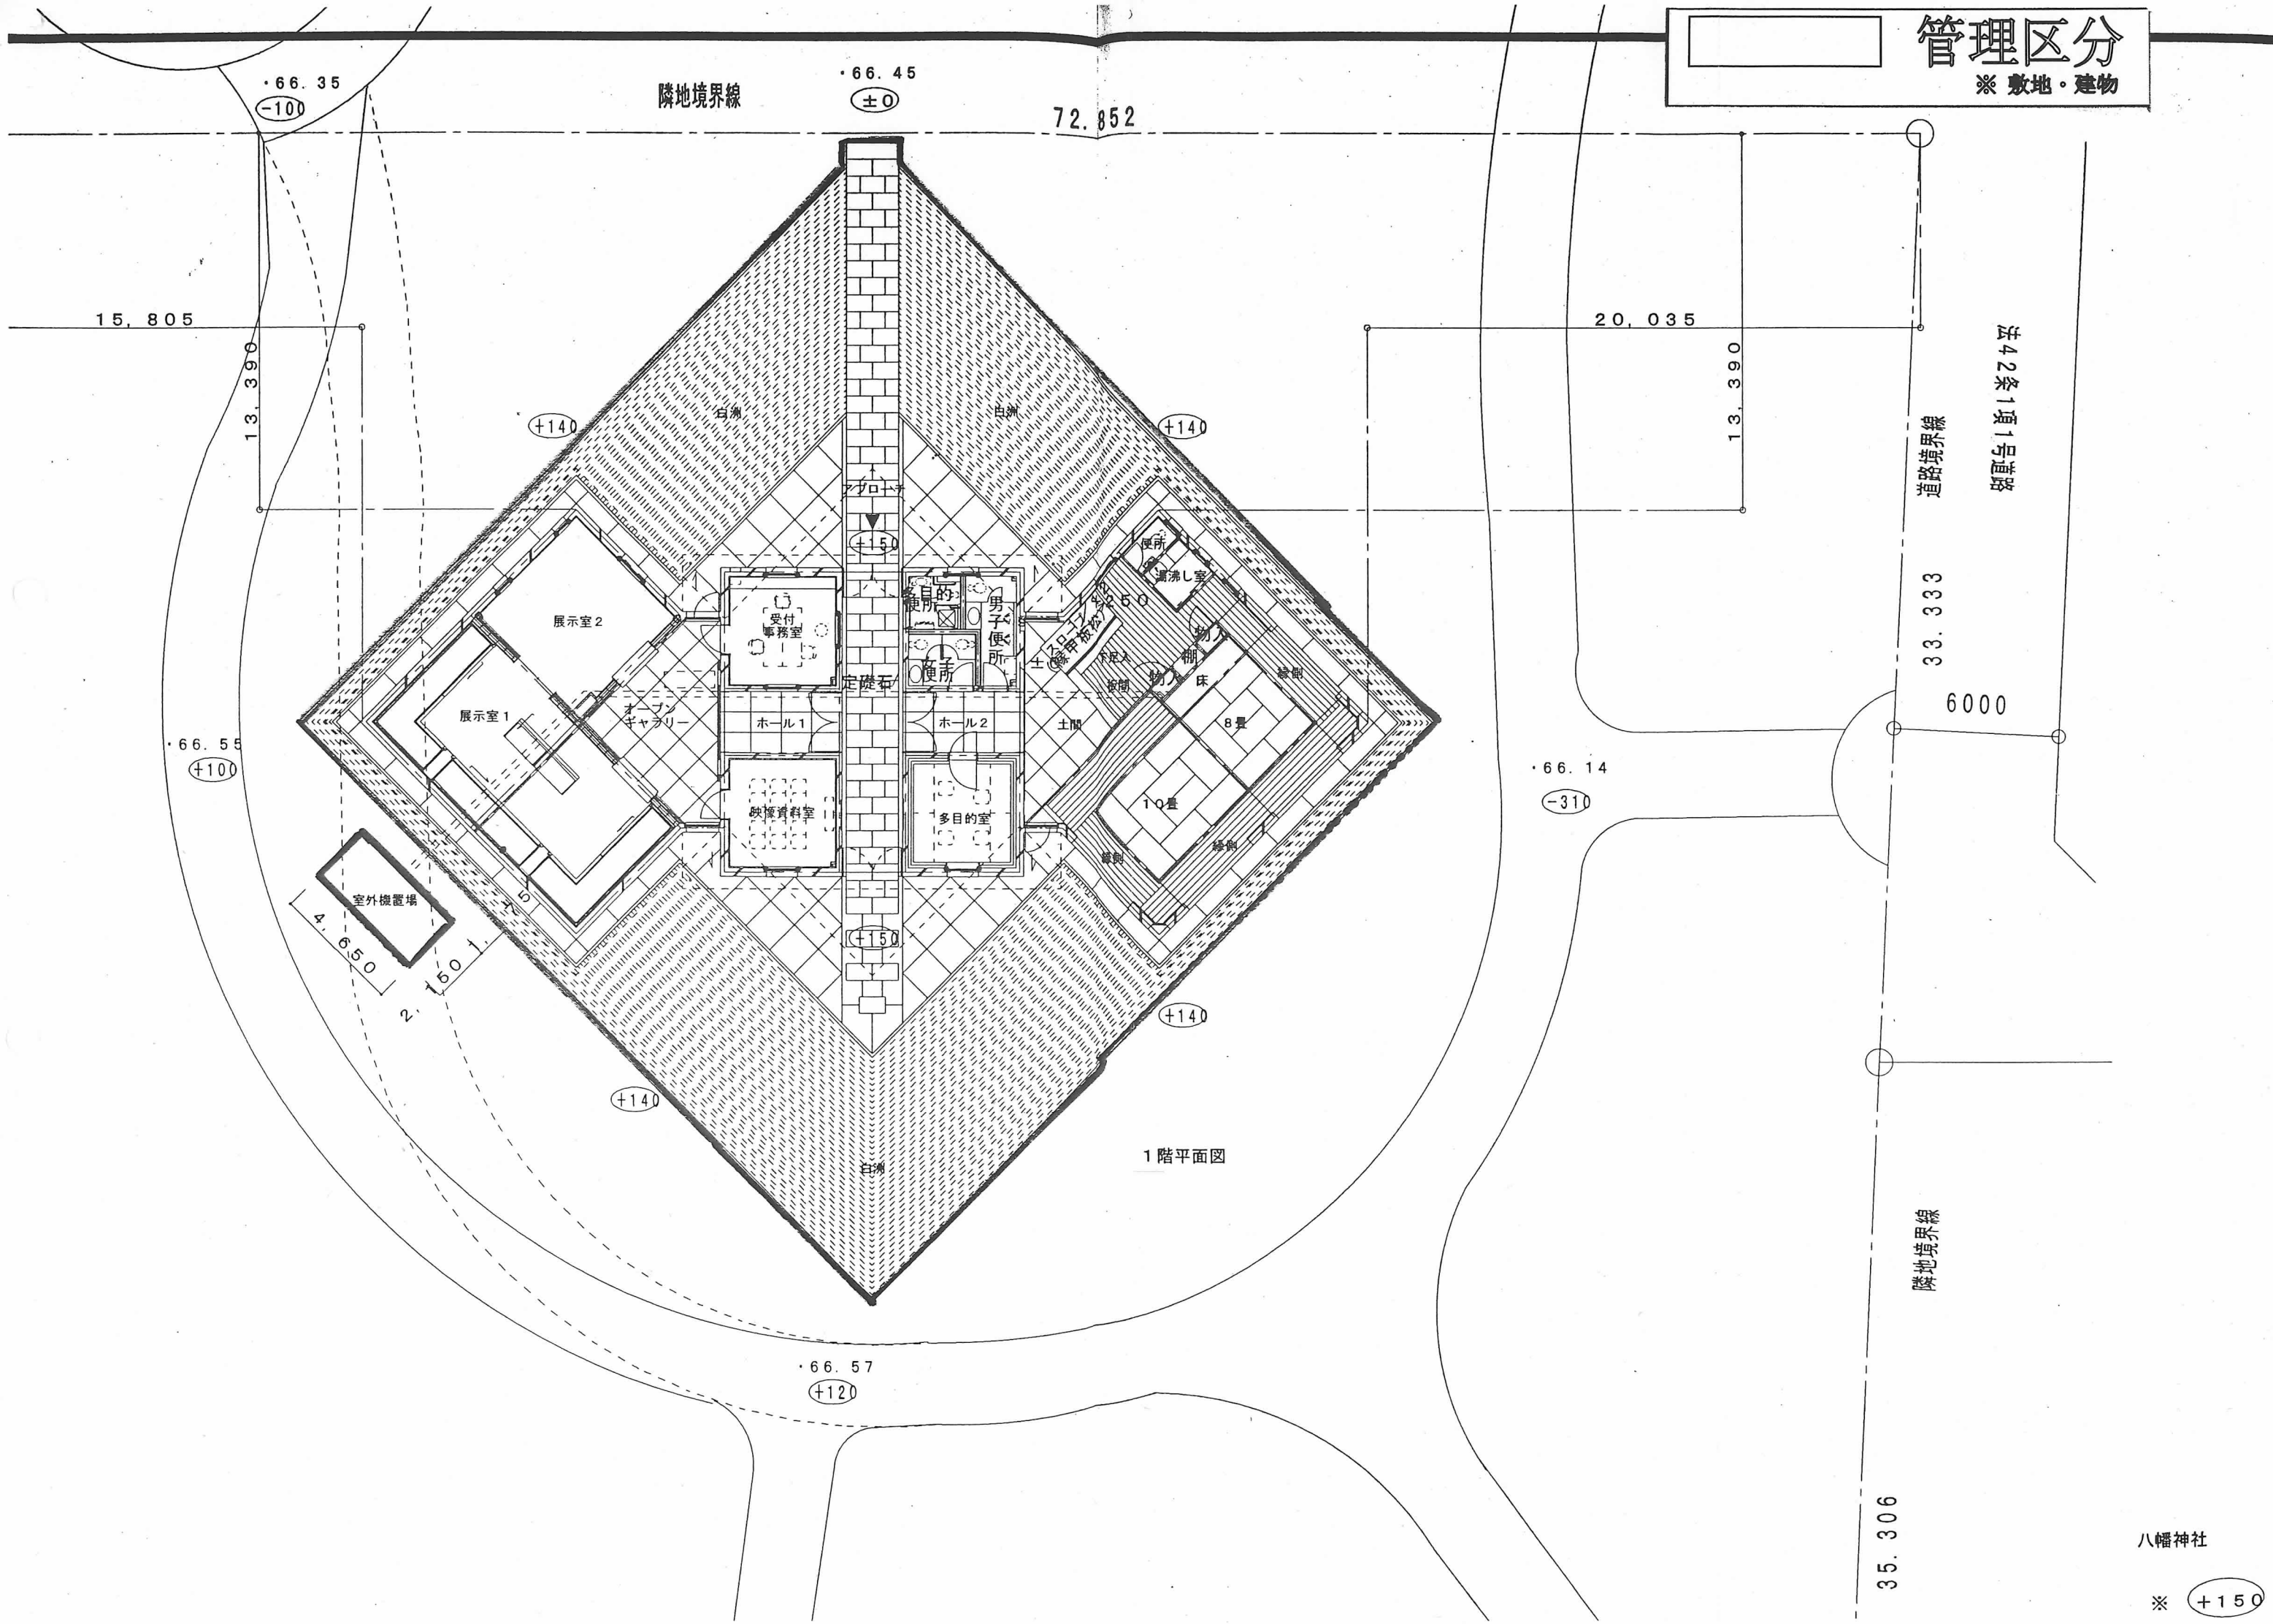 管理区分
※ 敷地・建物
・66.35
-100
隣地境界線
・66.45
±0
72.852
15,805
13,390
20,035
13,390
法42条1項1号道路
道路境界線
33.333
6000
+140
白洲
白洲
+140
アプローチ
+150
展示室2
受付
事務室
多目的
便所
男子便所
女子
便所
便所
湯沸し室
物入
棚
物入
床
下足入
板間
縁側
定礎石
展示室1
オープン
ギャラリー
ホール1
ホール2
土間
8畳
10畳
映像資料室
多目的室
縁側
縁側
・66.55
+100
・66.14
-310
室外機置場
4,650
2,150
+150
+140
+140
1階平面図
白洲
隣地境界線
・66.57
+120
35.306
八幡神社
※ +150